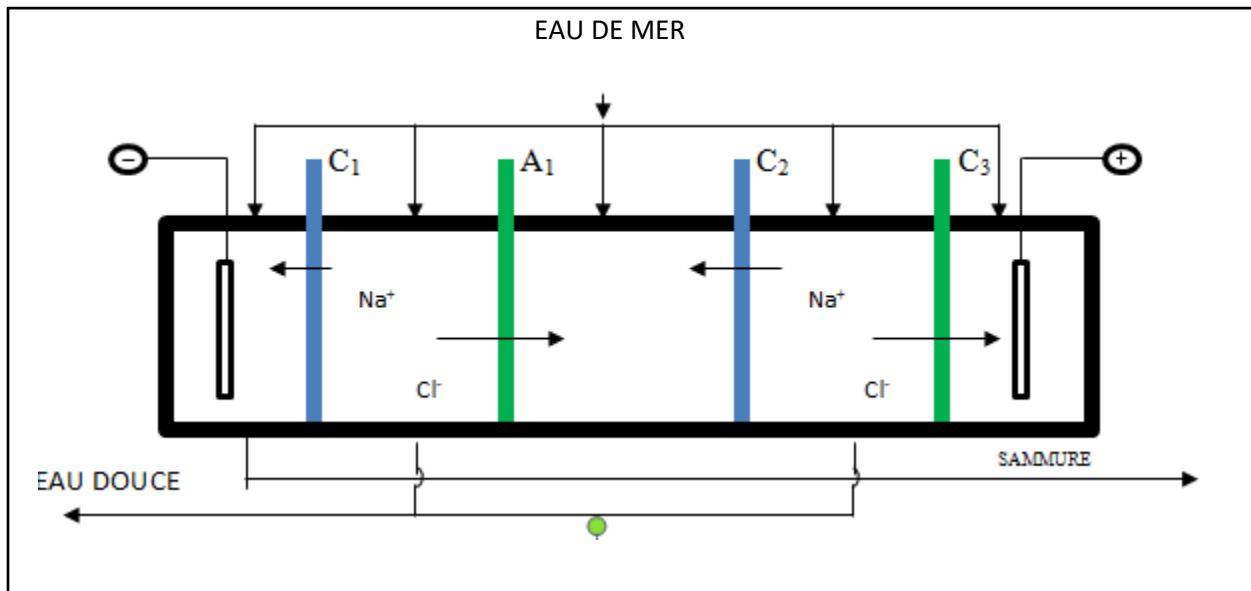 EAU DE MER
− C₁ A₁ C₂ C₃ +
Na⁺ Na⁺
Cl⁻ Cl⁻
SAMMURE
EAU DOUCE